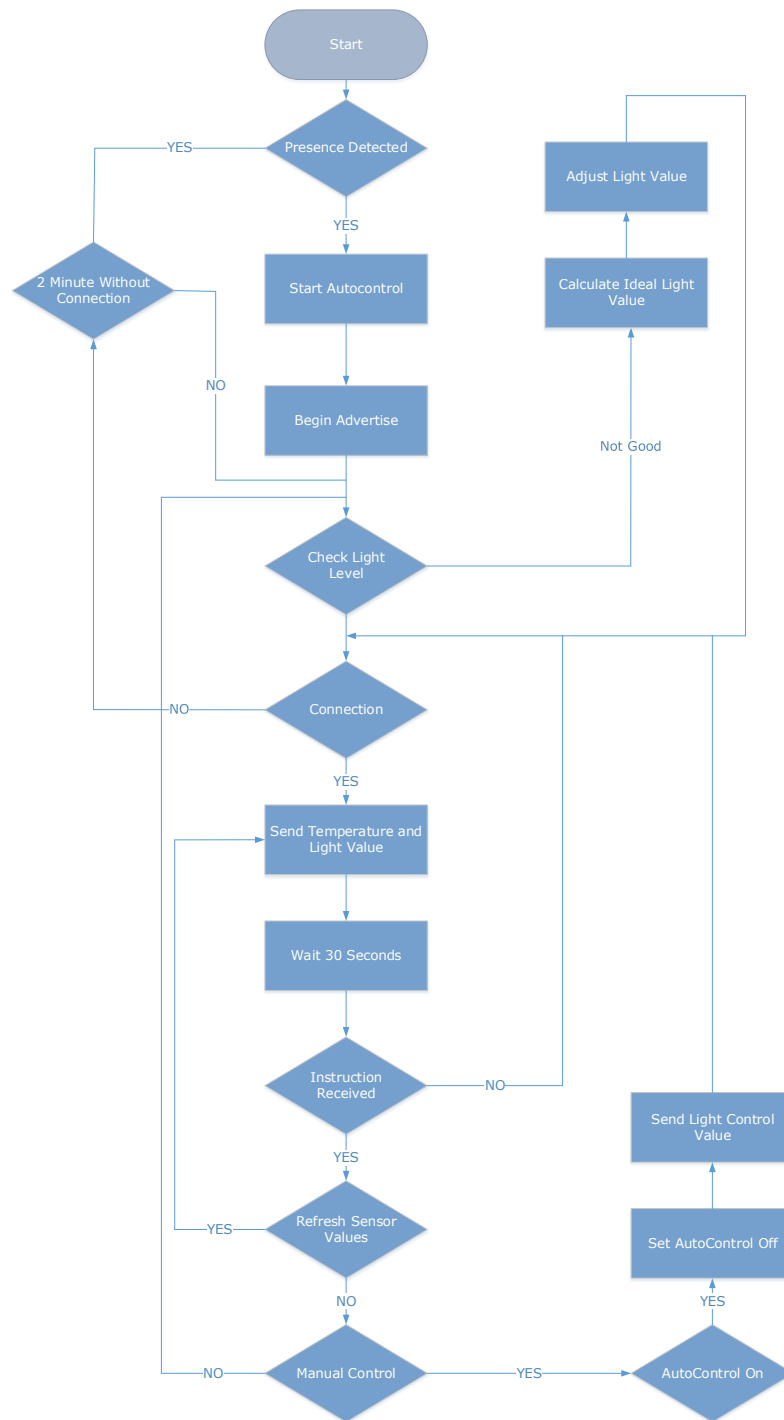 Start
YES
Presence Detected
Adjust Light Value
YES
2 Minute Without
Connection
Start Autocontrol
Calculate Ideal Light
Value
NO
Begin Advertise
Not Good
Check Light
Level
NO
Connection
YES
Send Temperature and
Light Value
Wait 30 Seconds
Instruction
Received
NO
YES
Send Light Control
Value
YES
Refresh Sensor
Values
Set AutoControl Off
NO
YES
NO
Manual Control
YES
AutoControl On